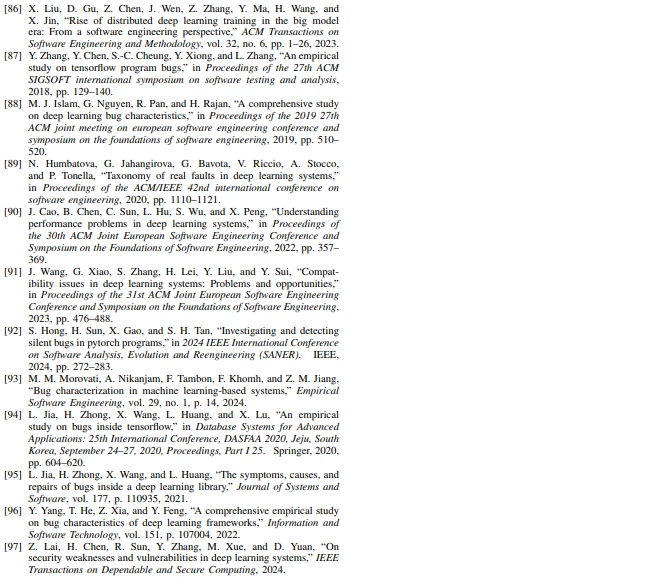 [86] X. Liu, D. Gu, Z. Chen, J. Wen, Z. Zhang, Y. Ma, H. Wang, and
X. Jin, “Rise of distributed deep learning training in the big model
era: From a software engineering perspective,” ACM Transactions
on Software Engineering and Methodology, vol. 32, no. 6, pp. 1–26, 2023.
[87] Y. Zhang, Y. Chen, S.-C. Cheung, Y. Xiong, and L. Zhang, “An empirical
study on tensorflow program bugs,” in Proceedings of the 27th ACM
SIGSOFT international symposium on software testing and analysis,
2018, pp. 129–140.
[88] M. J. Islam, G. Nguyen, R. Pan, and H. Rajan, “A comprehensive study
on deep learning bug characteristics,” in Proceedings of the 2019 27th
ACM joint meeting on european software engineering conference and
symposium on the foundations of software engineering, 2019, pp. 510–
520.
[89] N. Humbatova, G. Jahangirova, G. Bavota, V. Riccio, A. Stocco,
and P. Tonella, “Taxonomy of real faults in deep learning systems,”
in Proceedings of the ACM/IEEE 42nd international conference on
software engineering, 2020, pp. 1110–1121.
[90] J. Cao, B. Chen, C. Sun, L. Hu, S. Wu, and X. Peng, “Understanding
performance problems in deep learning systems,” in Proceedings of
the 30th ACM Joint European Software Engineering Conference and
Symposium on the Foundations of Software Engineering, 2022, pp. 357–
369.
[91] J. Wang, G. Xiao, S. Zhang, H. Lei, Y. Liu, and Y. Sui, “Compat-
ibility issues in deep learning systems: Problems and opportunities,”
in Proceedings of the 31st ACM Joint European Software Engineering
Conference and Symposium on the Foundations of Software Engineering,
2023, pp. 476–488.
[92] S. Hong, H. Sun, X. Gao, and S. H. Tan, “Investigating and detecting
silent bugs in pytorch programs,” in 2024 IEEE International Conference
on Software Analysis, Evolution and Reengineering (SANER). IEEE,
2024, pp. 272–283.
[93] M. M. Morovati, A. Nikanjam, F. Tambon, F. Khomh, and Z. M. Jiang,
“Bug characterization in machine learning-based systems,” Empirical
Software Engineering, vol. 29, no. 1, p. 14, 2024.
[94] L. Jia, H. Zhong, X. Wang, L. Huang, and X. Lu, “An empirical
study on bugs inside tensorflow,” in Database Systems for Advanced
Applications: 25th International Conference, DASFAA 2020, Jeju, South
Korea, September 24–27, 2020, Proceedings, Part I 25. Springer, 2020,
pp. 604–620.
[95] L. Jia, H. Zhong, X. Wang, and L. Huang, “The symptoms, causes, and
repairs of bugs inside a deep learning library,” Journal of Systems and
Software, vol. 177, p. 110935, 2021.
[96] Y. Yang, T. He, Z. Xia, and Y. Feng, “A comprehensive empirical study
on bug characteristics of deep learning frameworks,” Information and
Software Technology, vol. 151, p. 107004, 2022.
[97] Z. Lai, H. Chen, R. Sun, Y. Zhang, M. Xue, and D. Yuan, “On
security weaknesses and vulnerabilities in deep learning systems,” IEEE
Transactions on Dependable and Secure Computing, 2024.